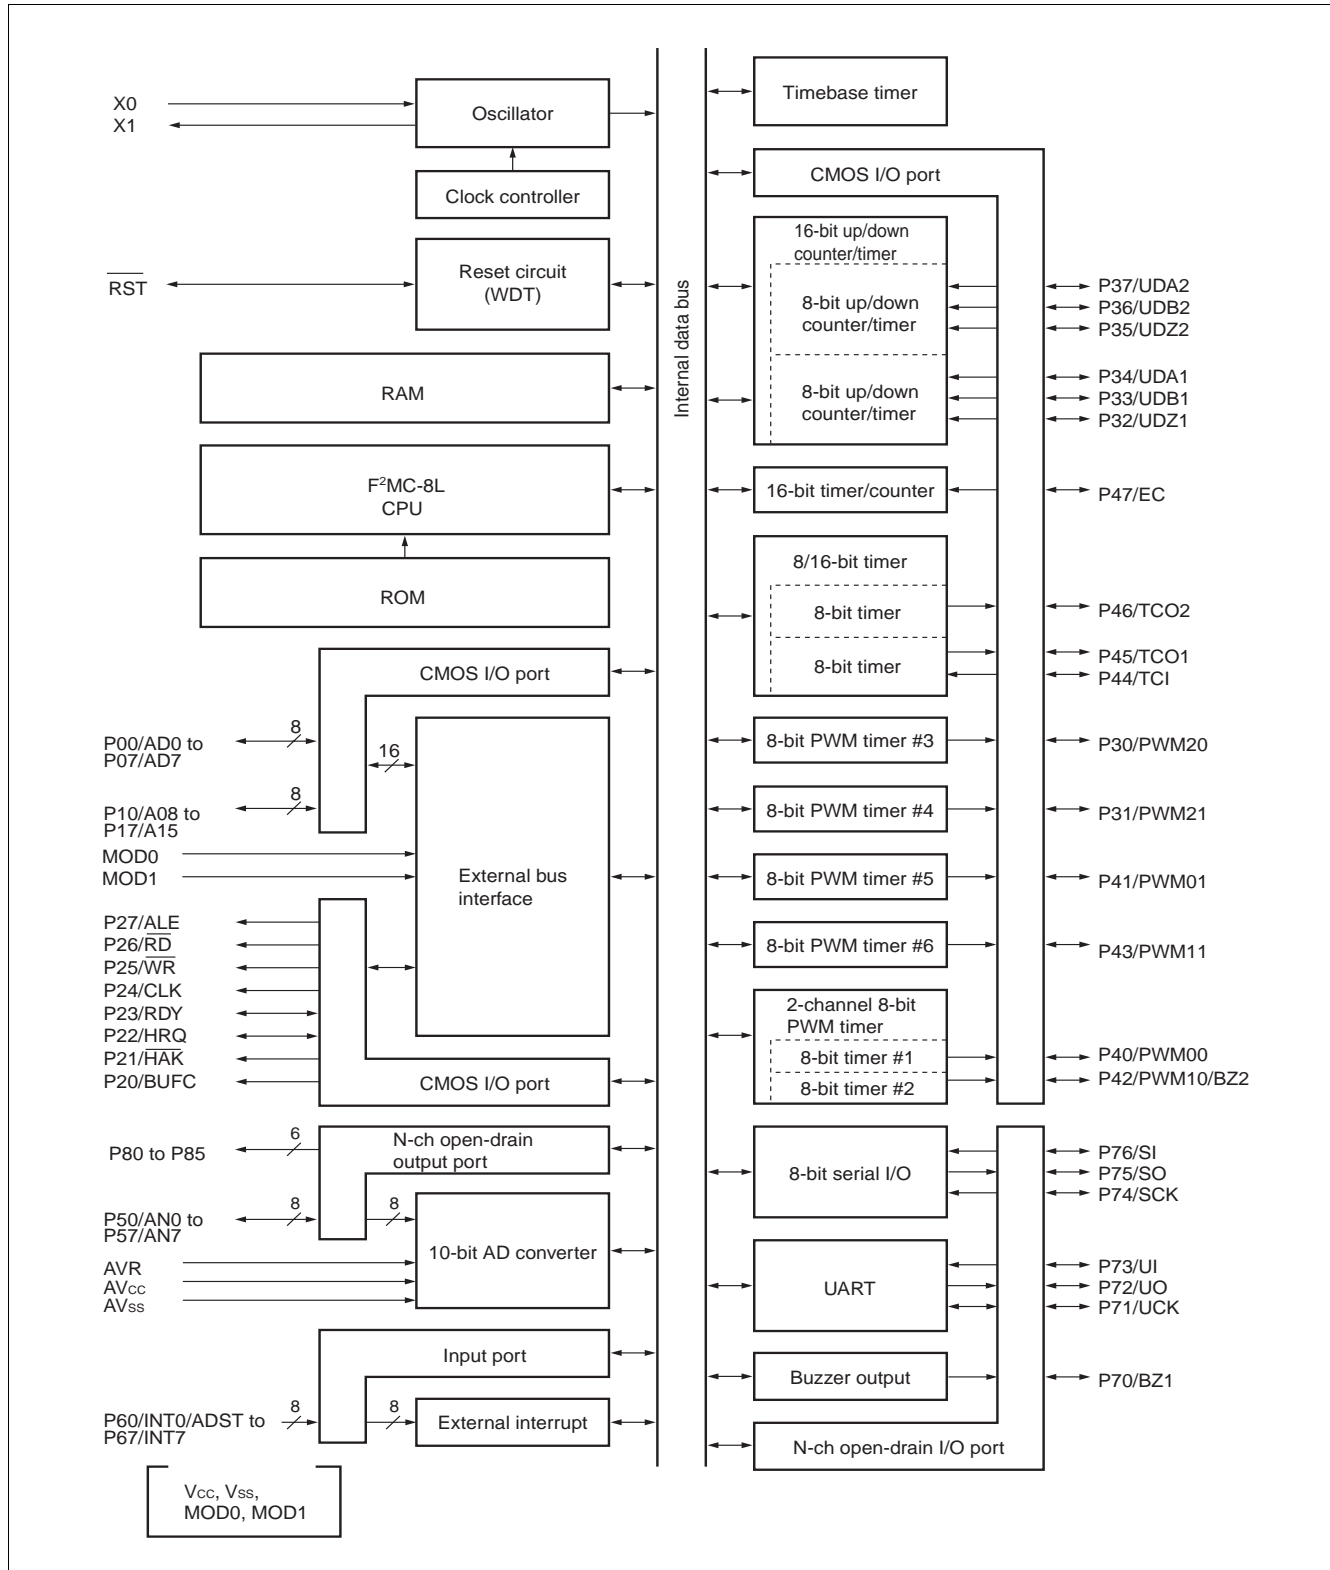 X0
X1
Oscillator
Clock controller
RST
Reset circuit
(WDT)
RAM
F²MC-8L
CPU
ROM
CMOS I/O port
P00/AD0 to
P07/AD7
8
16
P10/A08 to
P17/A15
8
MOD0
MOD1
External bus
interface
P27/ALE
P26/RD
P25/WR
P24/CLK
P23/RDY
P22/HRQ
P21/HAK
P20/BUFC
CMOS I/O port
P80 to P85
6
N-ch open-drain
output port
P50/AN0 to
P57/AN7
8
8
10-bit AD converter
AVR
AVCC
AVSS
Input port
P60/INT0/ADST to
P67/INT7
8
8
External interrupt
VCC, VSS,
MOD0, MOD1
Internal data bus
Timebase timer
CMOS I/O port
16-bit up/down
counter/timer
8-bit up/down
counter/timer
8-bit up/down
counter/timer
P37/UDA2
P36/UDB2
P35/UDZ2
P34/UDA1
P33/UDB1
P32/UDZ1
16-bit timer/counter
P47/EC
8/16-bit timer
8-bit timer
8-bit timer
P46/TCO2
P45/TCO1
P44/TCI
8-bit PWM timer #3
P30/PWM20
8-bit PWM timer #4
P31/PWM21
8-bit PWM timer #5
P41/PWM01
8-bit PWM timer #6
P43/PWM11
2-channel 8-bit
PWM timer
8-bit timer #1
8-bit timer #2
P40/PWM00
P42/PWM10/BZ2
8-bit serial I/O
P76/SI
P75/SO
P74/SCK
UART
P73/UI
P72/UO
P71/UCK
Buzzer output
P70/BZ1
N-ch open-drain I/O port